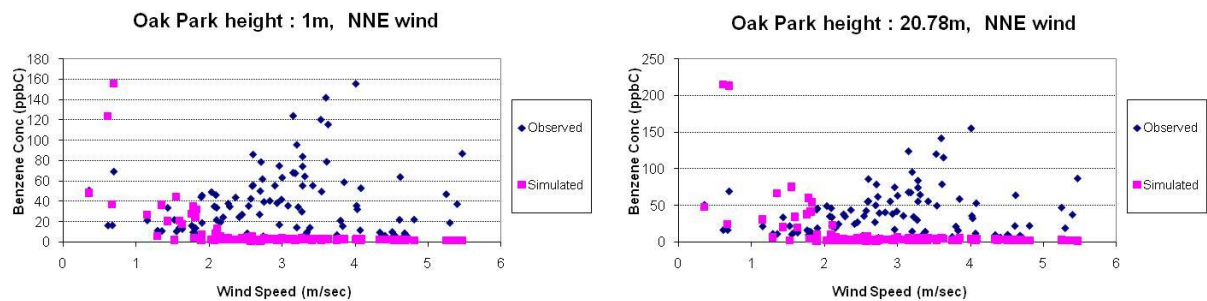 Oak Park height : 1m, NNE wind
Benzene Conc (ppbC)
180
160
140
120
100
80
60
40
20
0
0 1 2 3 4 5 6
Wind Speed (m/sec)
Observed
Simulated
Oak Park height : 20.78m, NNE wind
Benzene Conc (ppbC)
250
200
150
100
50
0
0 1 2 3 4 5 6
Wind Speed (m/sec)
Observed
Simulated